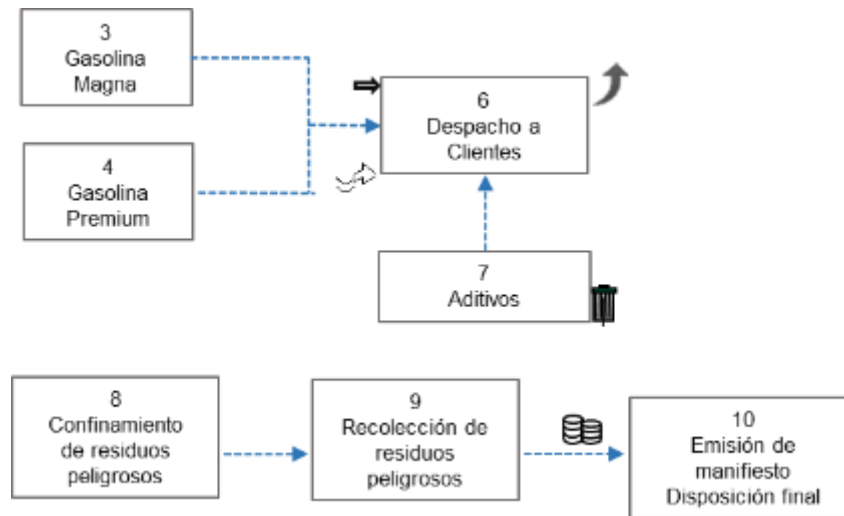 3
Gasolina
Magna
4
Gasolina
Premium
6
Despacho a
Clientes
7
Aditivos
8
Confinamiento
de residuos
peligrosos
9
Recolección de
residuos
peligrosos
10
Emisión de
manifiesto
Disposición final